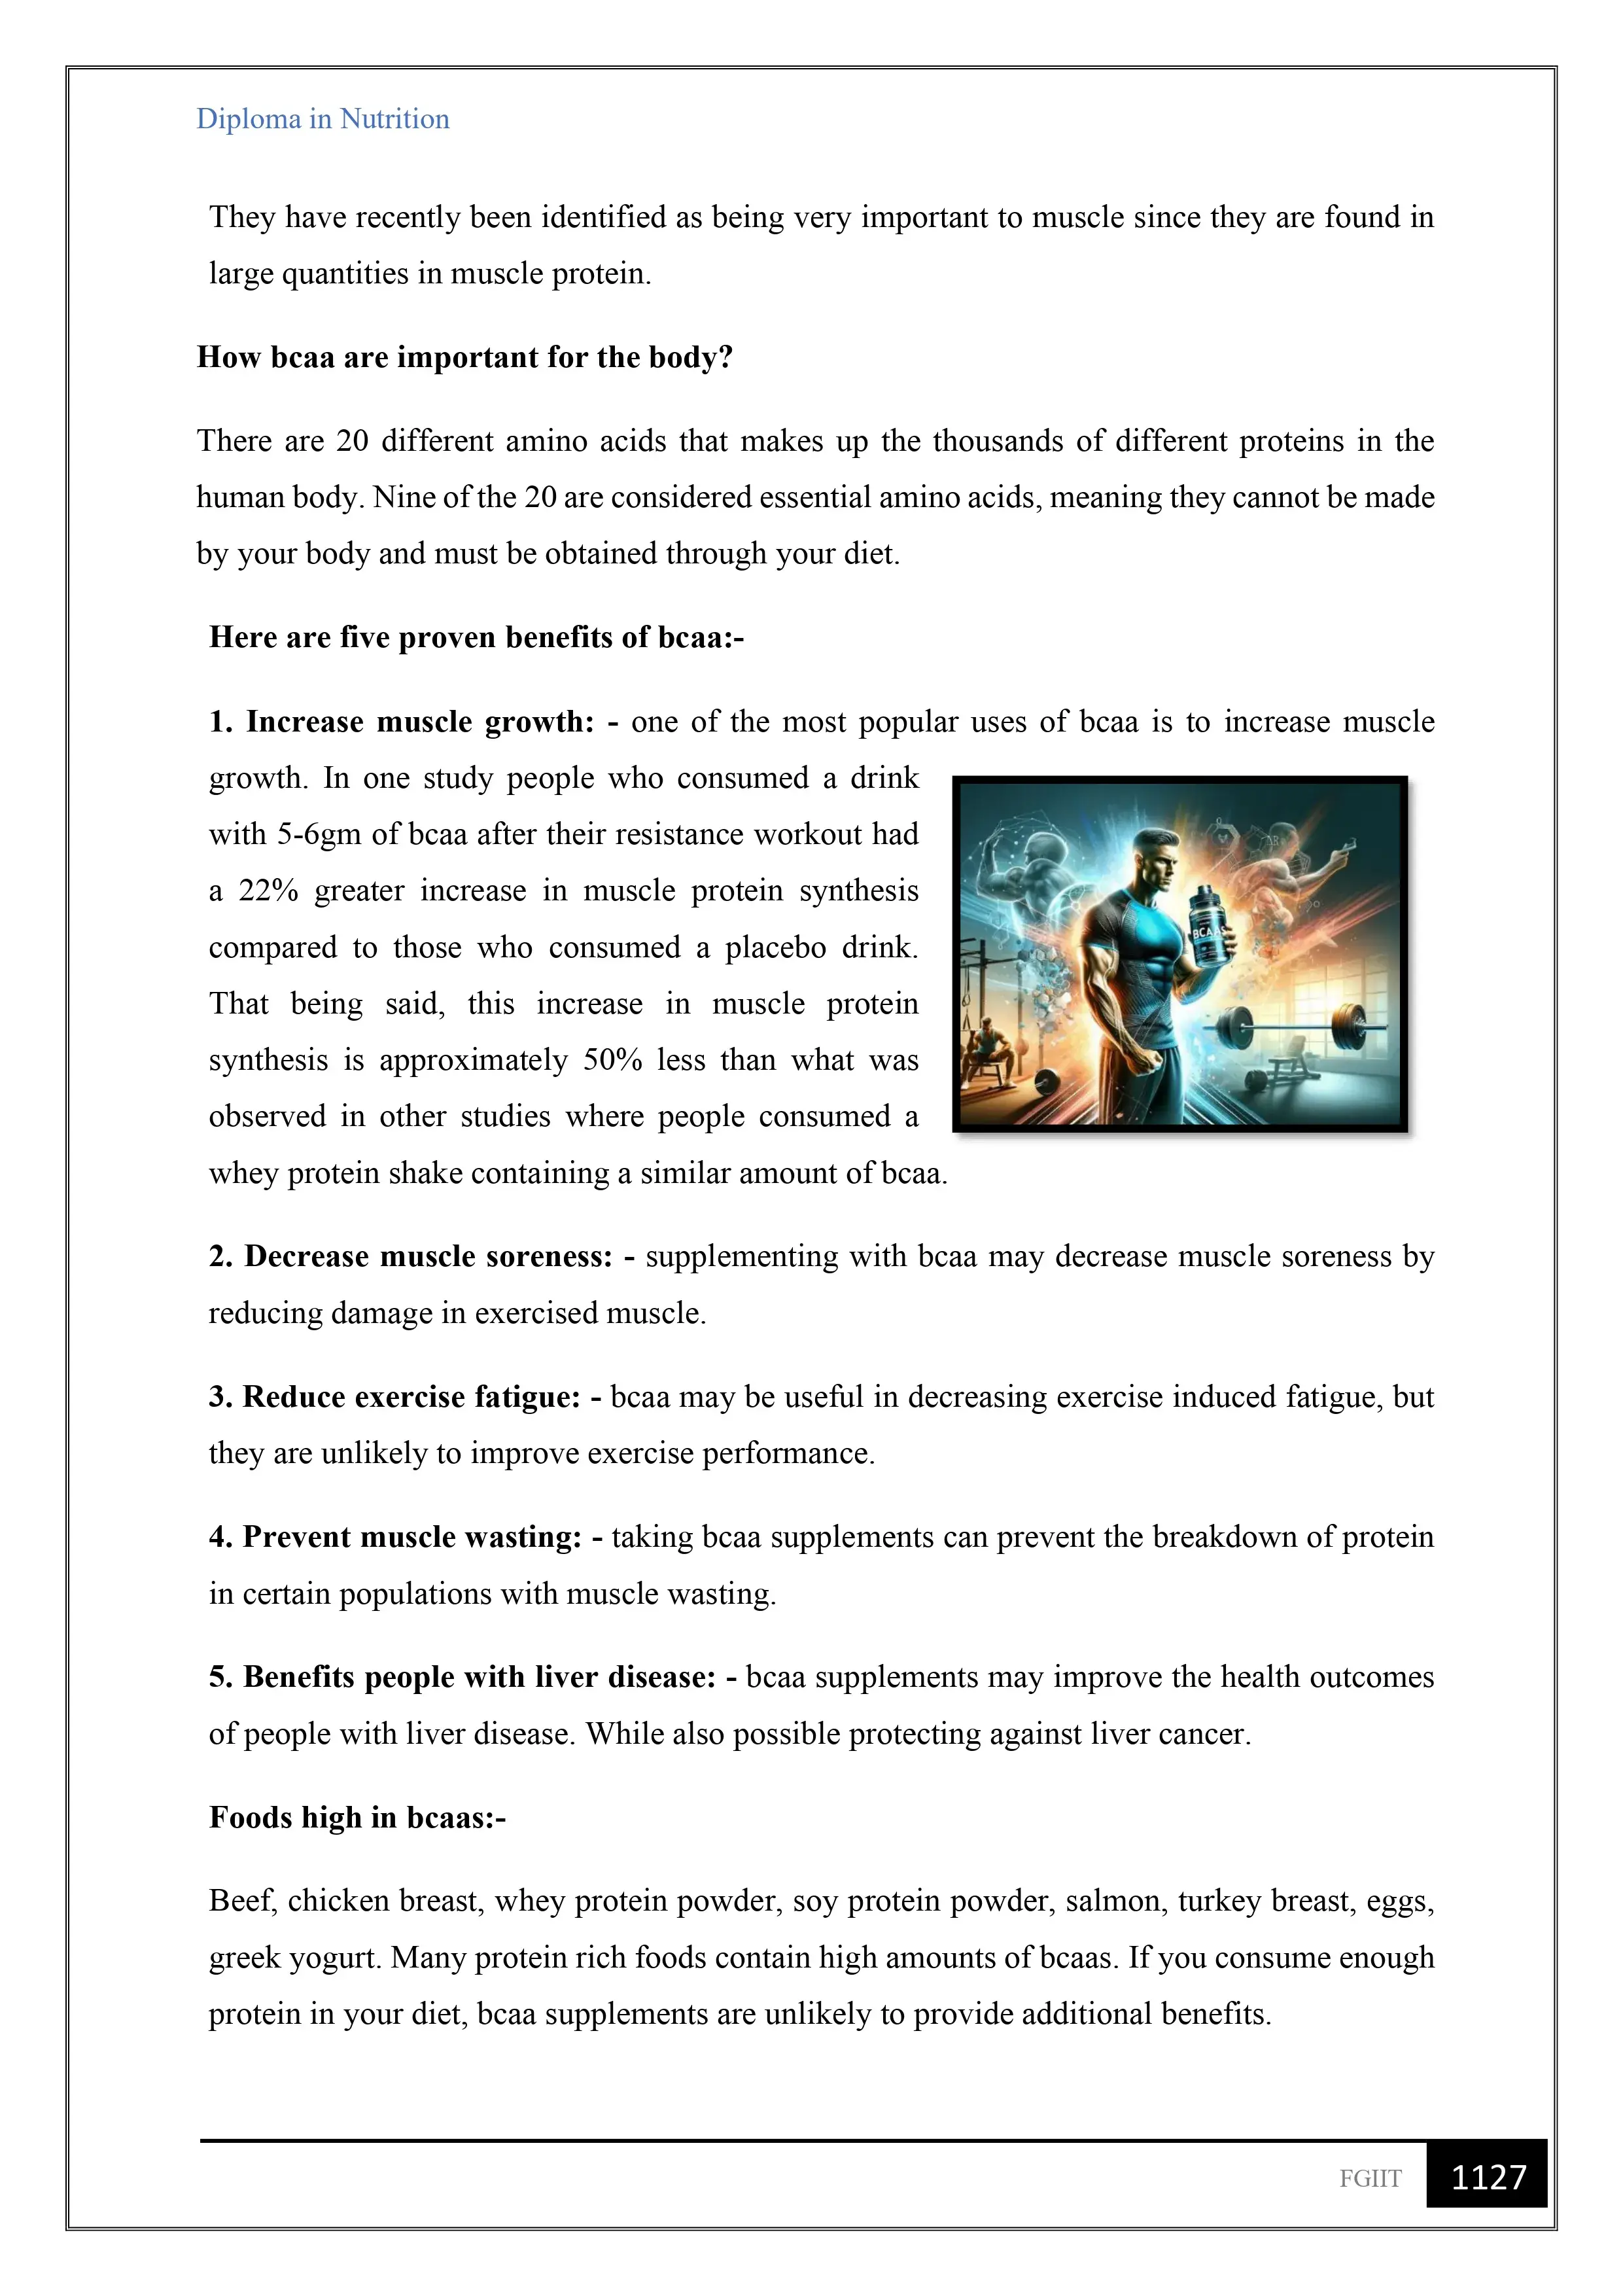 Diploma in Nutrition
They have recently been identified as being very important to muscle since they are found in
large quantities in muscle protein.
How bcaa are important for the body?
There are 20 different amino acids that makes up the thousands of different proteins in the
human body. Nine of the 20 are considered essential amino acids, meaning they cannot be made
by your body and must be obtained through your diet.
Here are five proven benefits of bcaa:-
1. Increase muscle growth: - one of the most popular uses of bcaa is to increase muscle
growth. In one study people who consumed a drink
with 5-6gm of bcaa after their resistance workout had
a 22% greater increase in muscle protein synthesis
compared to those who consumed a placebo drink.
That being said, this increase in muscle protein
synthesis is approximately 50% less than what was
observed in other studies where people consumed a
whey protein shake containing a similar amount of bcaa.
BCAAS
2. Decrease muscle soreness: - supplementing with bcaa may decrease muscle soreness by
reducing damage in exercised muscle.
3. Reduce exercise fatigue: - bcaa may be useful in decreasing exercise induced fatigue, but
they are unlikely to improve exercise performance.
4. Prevent muscle wasting: - taking bcaa supplements can prevent the breakdown of protein
in certain populations with muscle wasting.
5. Benefits people with liver disease: - bcaa supplements may improve the health outcomes
of people with liver disease. While also possible protecting against liver cancer.
Foods high in bcaas:-
Beef, chicken breast, whey protein powder, soy protein powder, salmon, turkey breast, eggs,
greek yogurt. Many protein rich foods contain high amounts of bcaas. If you consume enough
protein in your diet, bcaa supplements are unlikely to provide additional benefits.
FGIIT 1127